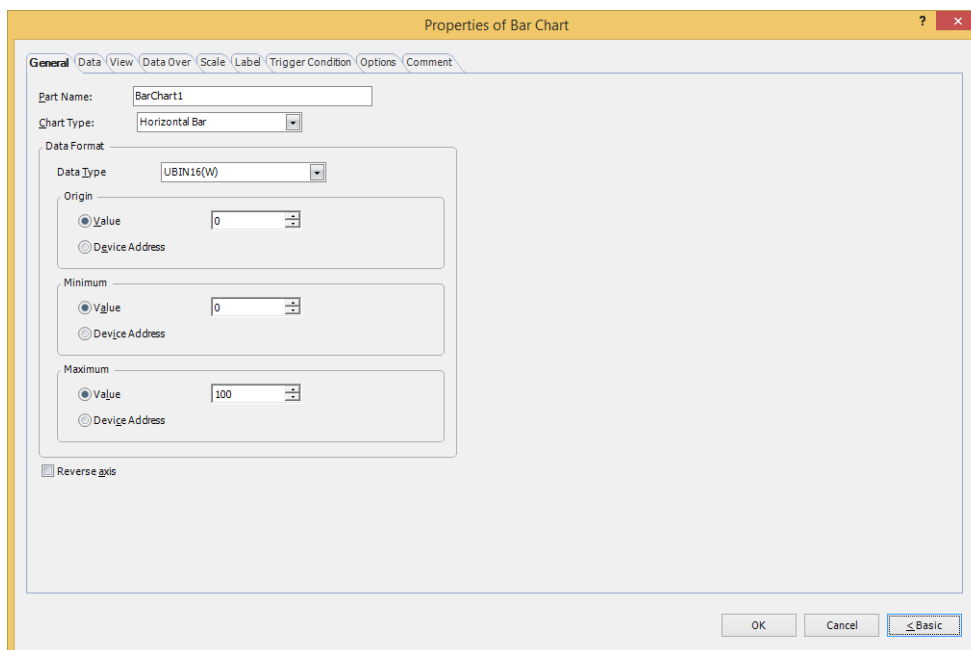 Properties of Bar Chart
?
General Data View Data Over Scale Label Trigger Condition Options Comment
Part Name: BarChart1
Chart Type: Horizontal Bar
Data Format
Data Type UBIN16(W)
Origin
Value 0
Device Address
Minimum
Value 0
Device Address
Maximum
Value 100
Device Address
Reverse axis
OK Cancel < Basic